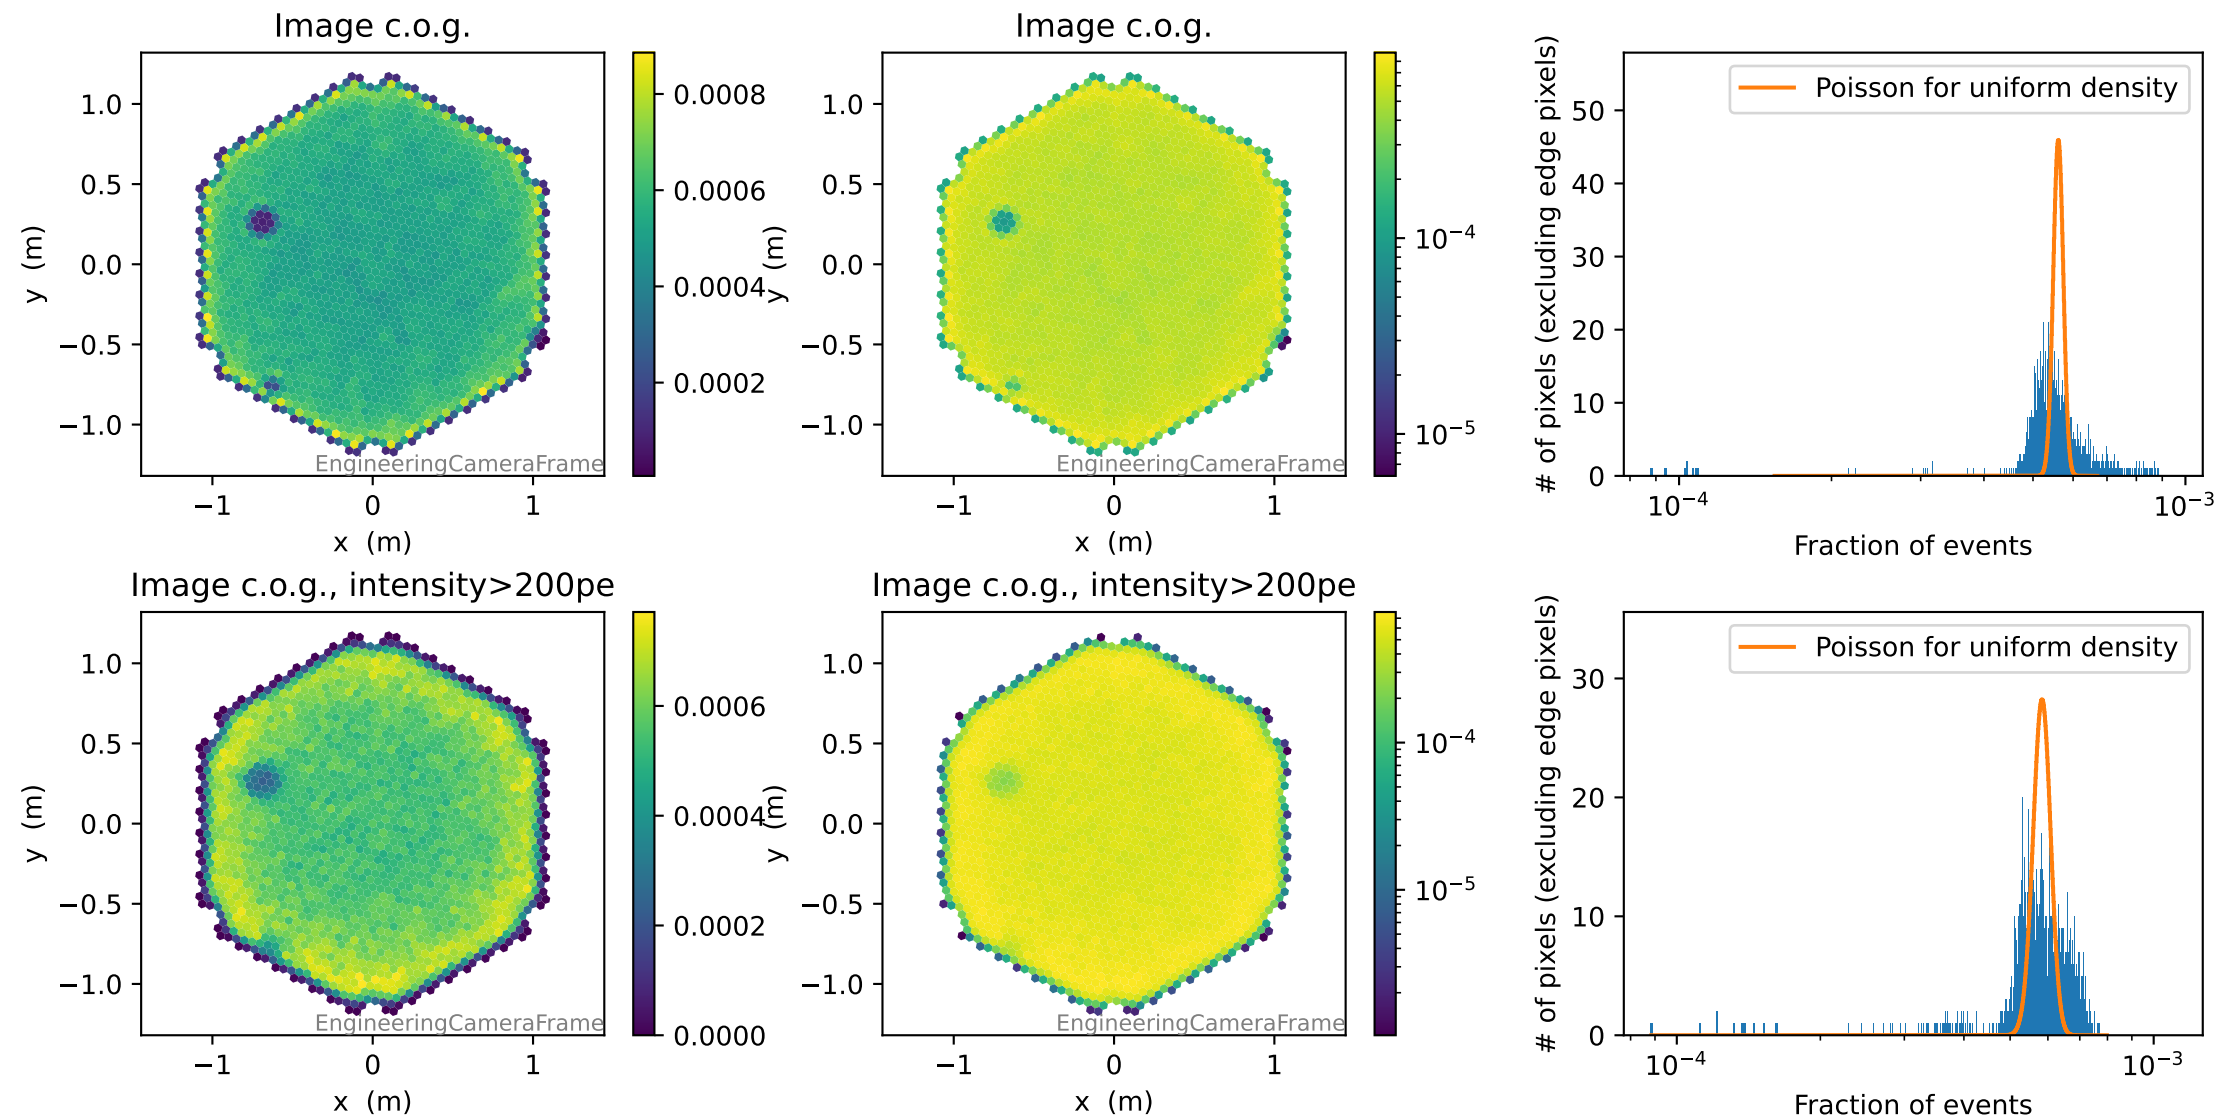 Image c.o.g.
1.0
0.5
0.0
−0.5
−1.0
y (m)
−1 0 1
x (m)
EngineeringCameraFrame
0.0008
0.0006
0.0004
0.0002
Image c.o.g.
1.0
0.5
0.0
−0.5
−1.0
y (m)
−1 0 1
x (m)
EngineeringCameraFrame
10⁻⁴
10⁻⁵
# of pixels (excluding edge pixels)
50
40
30
20
10
0
Poisson for uniform density
10⁻⁴ 10⁻³
Fraction of events
Image c.o.g., intensity>200pe
1.0
0.5
0.0
−0.5
−1.0
y (m)
−1 0 1
x (m)
EngineeringCameraFrame
0.0006
0.0004
0.0002
0.0000
Image c.o.g., intensity>200pe
1.0
0.5
0.0
−0.5
−1.0
y (m)
−1 0 1
x (m)
EngineeringCameraFrame
10⁻⁴
10⁻⁵
# of pixels (excluding edge pixels)
30
20
10
0
Poisson for uniform density
10⁻⁴ 10⁻³
Fraction of events